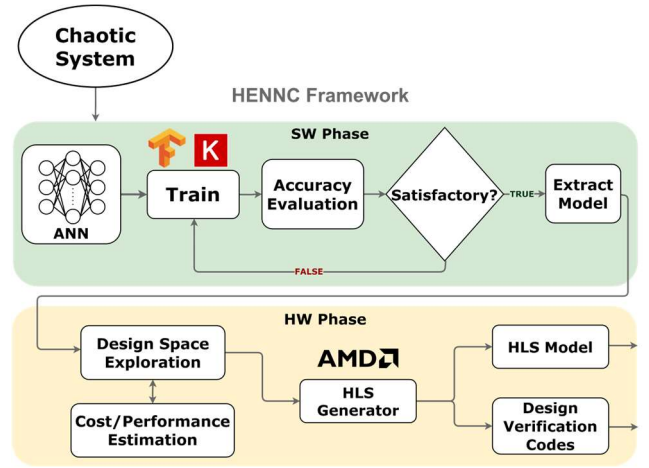 Chaotic
System
HENNC Framework
SW Phase
K
ANN
Train
Accuracy
Evaluation
Satisfactory?
TRUE
Extract
Model
FALSE
HW Phase
Design Space
Exploration
Cost/Performance
Estimation
AMD
HLS
Generator
HLS Model
Design
Verification
Codes